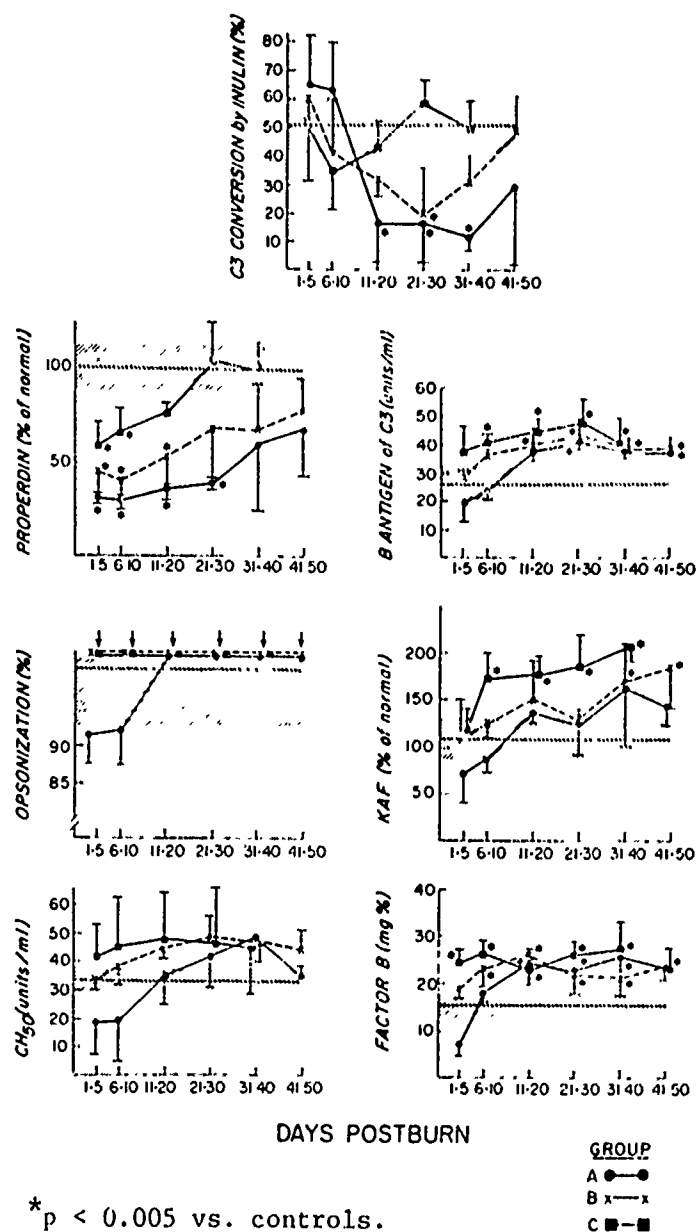 C3 CONVERSION by INULIN (%)
80
70
60
50
40
30
20
10
1-5 6-10 11-20 21-30 31-40 41-50
PROPERDIN (% of normal)
100
50
1-5 6-10 11-20 21-30 31-40 41-50
B ANTIGEN of C3 (units/ml)
60
50
40
30
20
10
1-5 6-10 11-20 21-30 31-40 41-50
OPSONIZATION (%)
90
85
1-5 6-10 11-20 21-30 31-40 41-50
KAF (% of normal)
200
150
100
50
1-5 6-10 11-20 21-30 31-40 41-50
CH50 (units/ml)
60
50
40
30
20
10
1-5 6-10 11-20 21-30 31-40 41-50
FACTOR B (mg %)
40
30
20
10
1-5 6-10 11-20 21-30 31-40 41-50
DAYS POSTBURN
GROUP
A
B x---x
C
*p < 0.005 vs. controls.